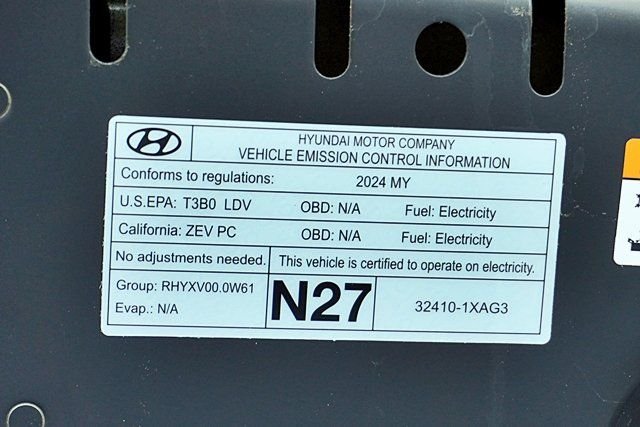 HYUNDAI MOTOR COMPANY
VEHICLE EMISSION CONTROL INFORMATION
Conforms to regulations: 2024 MY
U.S.EPA: T3B0 LDV OBD: N/A Fuel: Electricity
California: ZEV PC OBD: N/A Fuel: Electricity
No adjustments needed. This vehicle is certified to operate on electricity.
Group: RHYXV00.0W61
Evap.: N/A
N27
32410-1XAG3